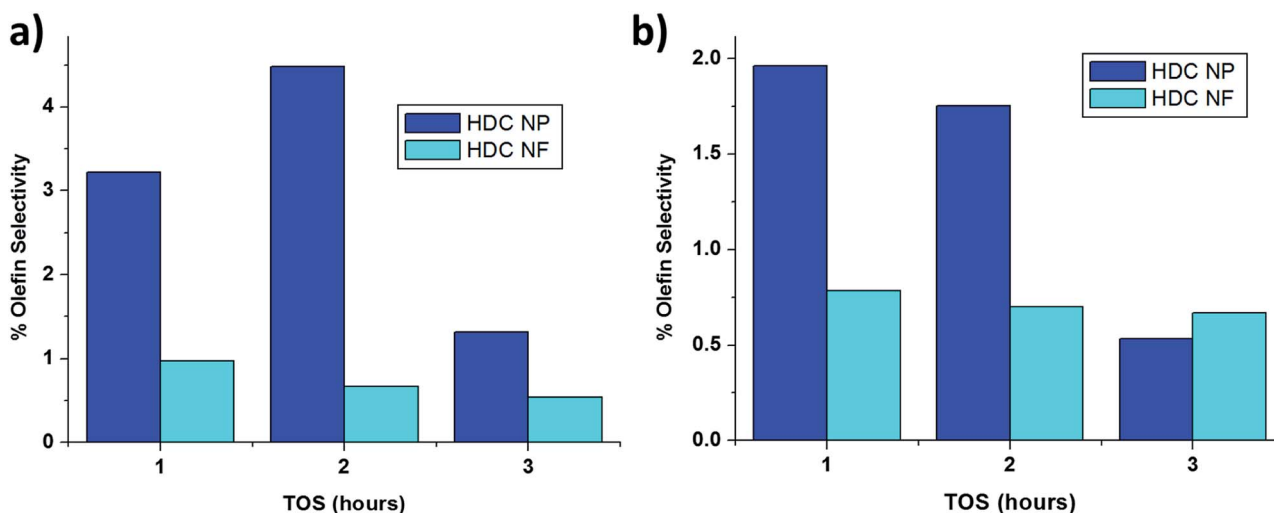 a)
% Olefin Selectivity
4
3
2
1
0
HDC NP
HDC NF
1 2 3
TOS (hours)
b)
% Olefin Selectivity
2.0
1.5
1.0
0.5
0.0
HDC NP
HDC NF
1 2 3
TOS (hours)